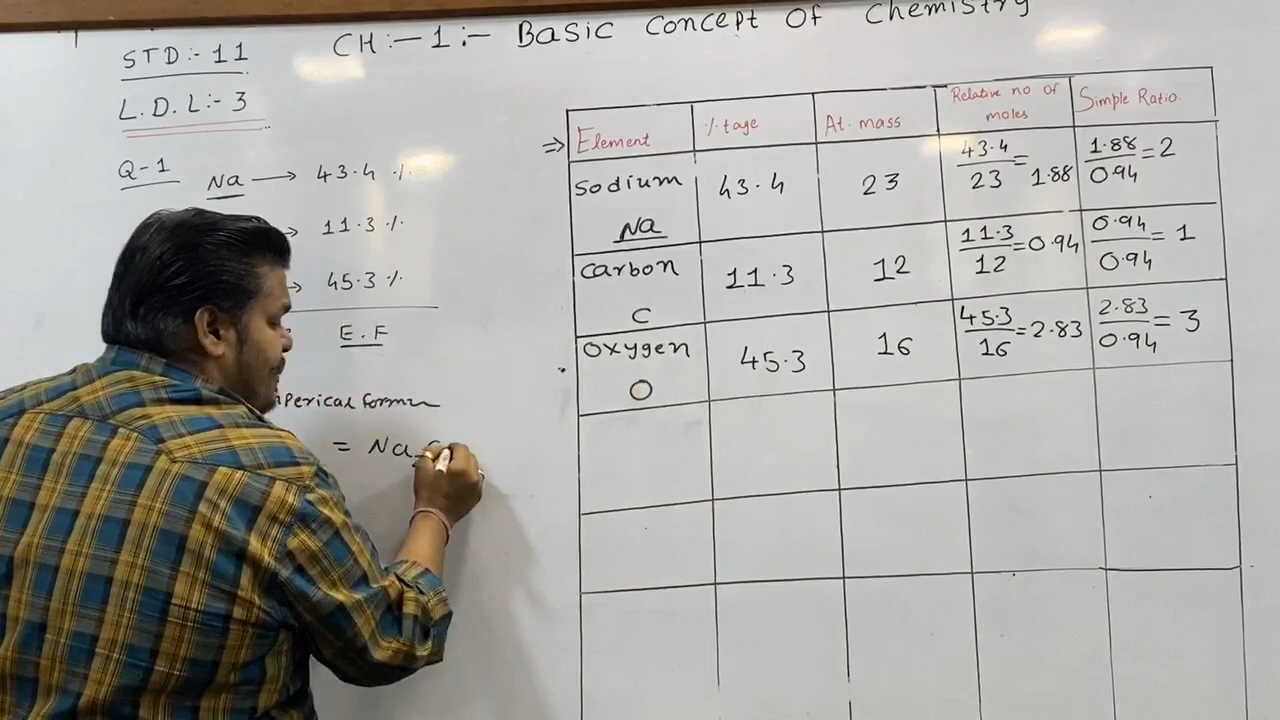 CH:-1:- Basic Concept Of Chemistry
STD:-11
L.D.L:-3
Q-1
Na → 43.4 %
→ 11.3 %
→ 45.3 %
E.F
perical Formu
= Na
⇒ Element %tage At. mass Relative no of moles Simple Ratio.
Sodium Na 43.4 23 43.4/23 = 1.88 1.88/0.94 = 2
Carbon C 11.3 12 11.3/12 = 0.94 0.94/0.94 = 1
Oxygen O 45.3 16 45.3/16 = 2.83 2.83/0.94 = 3